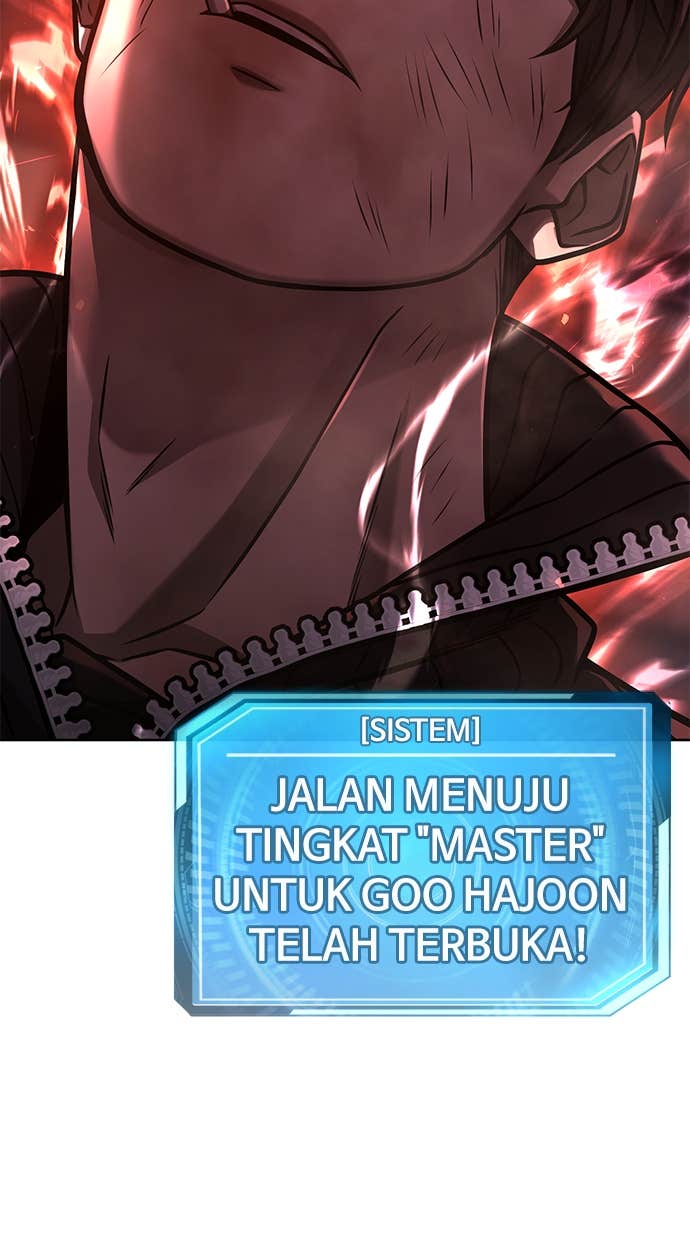 [SISTEM]
JALAN MENUJU
TINGKAT "MASTER"
UNTUK GOO HAJOON
TELAH TERBUKA!